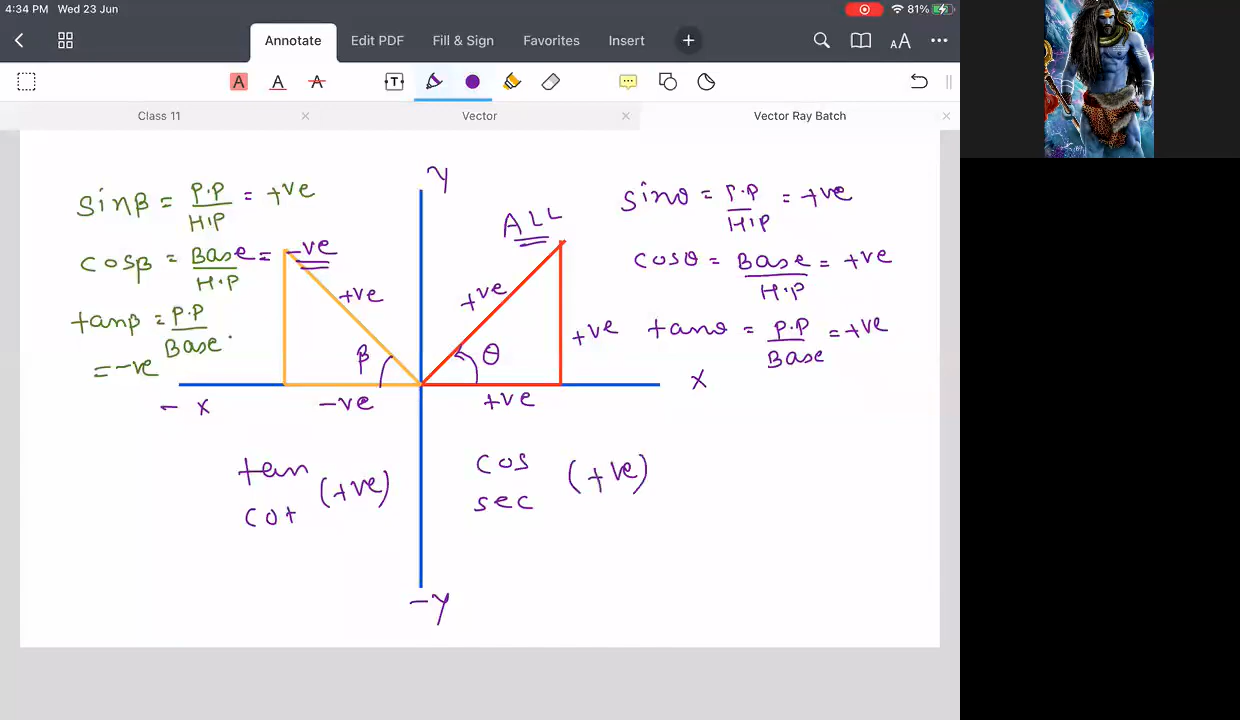 4:34 PM Wed 23 Jun
81%
Annotate Edit PDF Fill & Sign Favorites Insert
A A A T
Class 11 Vector Vector Ray Batch
y
sinβ = P.P / H.P = +ve
cosβ = Base / H.P = -ve
tanβ = P.P / Base
= -ve
ALL
sinθ = P.P / H.P = +ve
cosθ = Base / H.P = +ve
tanθ = P.P / Base = +ve
+ve
+ve
+ve
β
θ
- x
-ve
+ve
x
tan
cot (+ve)
cos
sec (+ve)
-y